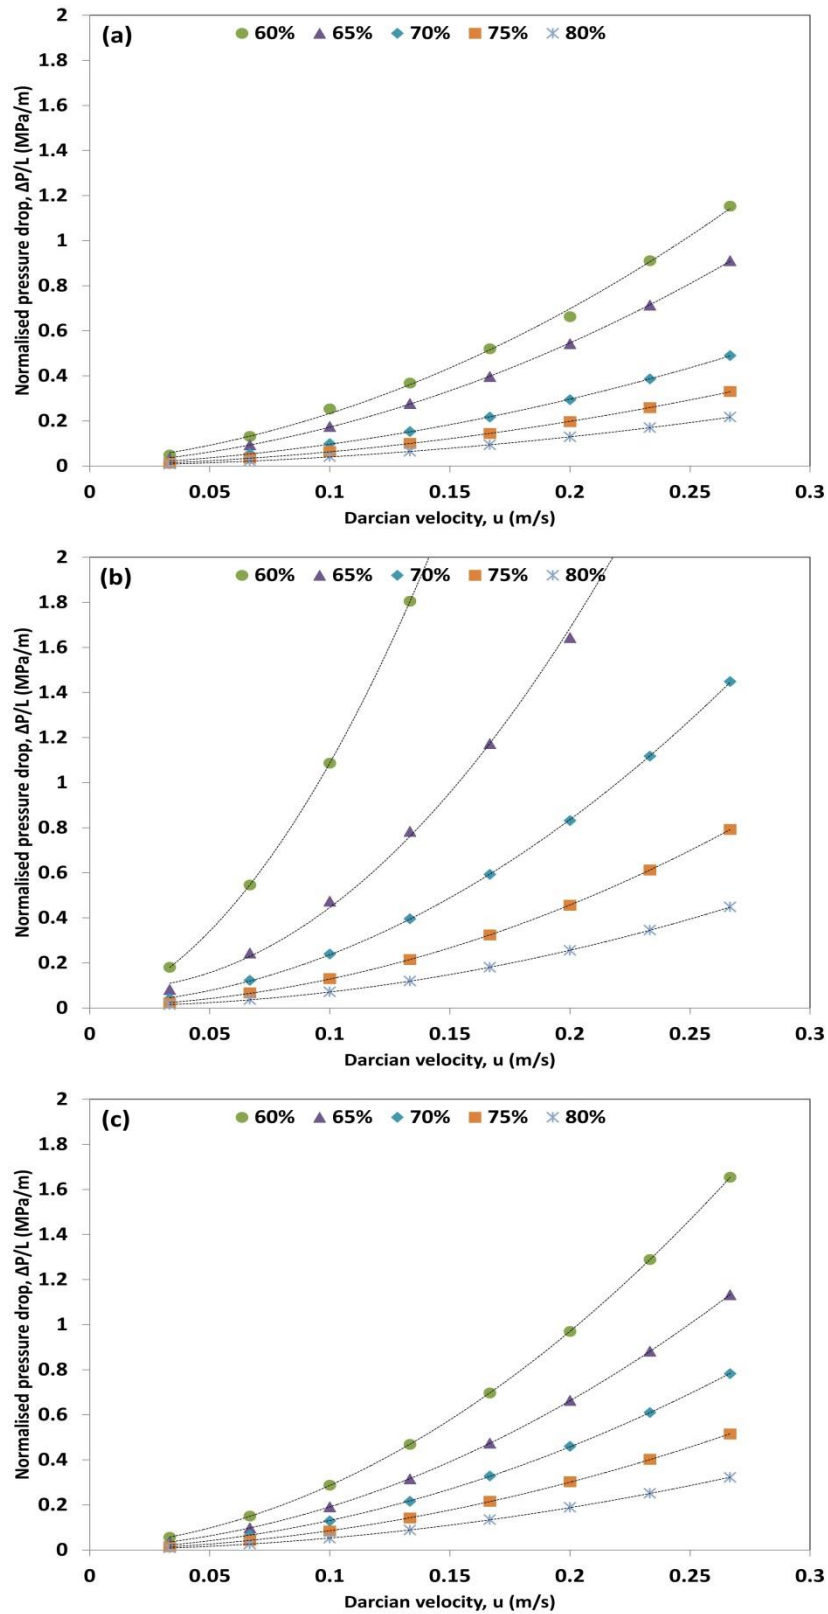 (a)
60% 65% 70% 75% 80%
Normalised pressure drop, ΔP/L (MPa/m)
2
1.8
1.6
1.4
1.2
1
0.8
0.6
0.4
0.2
0
0 0.05 0.1 0.15 0.2 0.25 0.3
Darcian velocity, u (m/s)
(b)
60% 65% 70% 75% 80%
Normalised pressure drop, ΔP/L (MPa/m)
2
1.8
1.6
1.4
1.2
1
0.8
0.6
0.4
0.2
0
0 0.05 0.1 0.15 0.2 0.25 0.3
Darcian velocity, u (m/s)
(c)
60% 65% 70% 75% 80%
Normalised pressure drop, ΔP/L (MPa/m)
2
1.8
1.6
1.4
1.2
1
0.8
0.6
0.4
0.2
0
0 0.05 0.1 0.15 0.2 0.25 0.3
Darcian velocity, u (m/s)